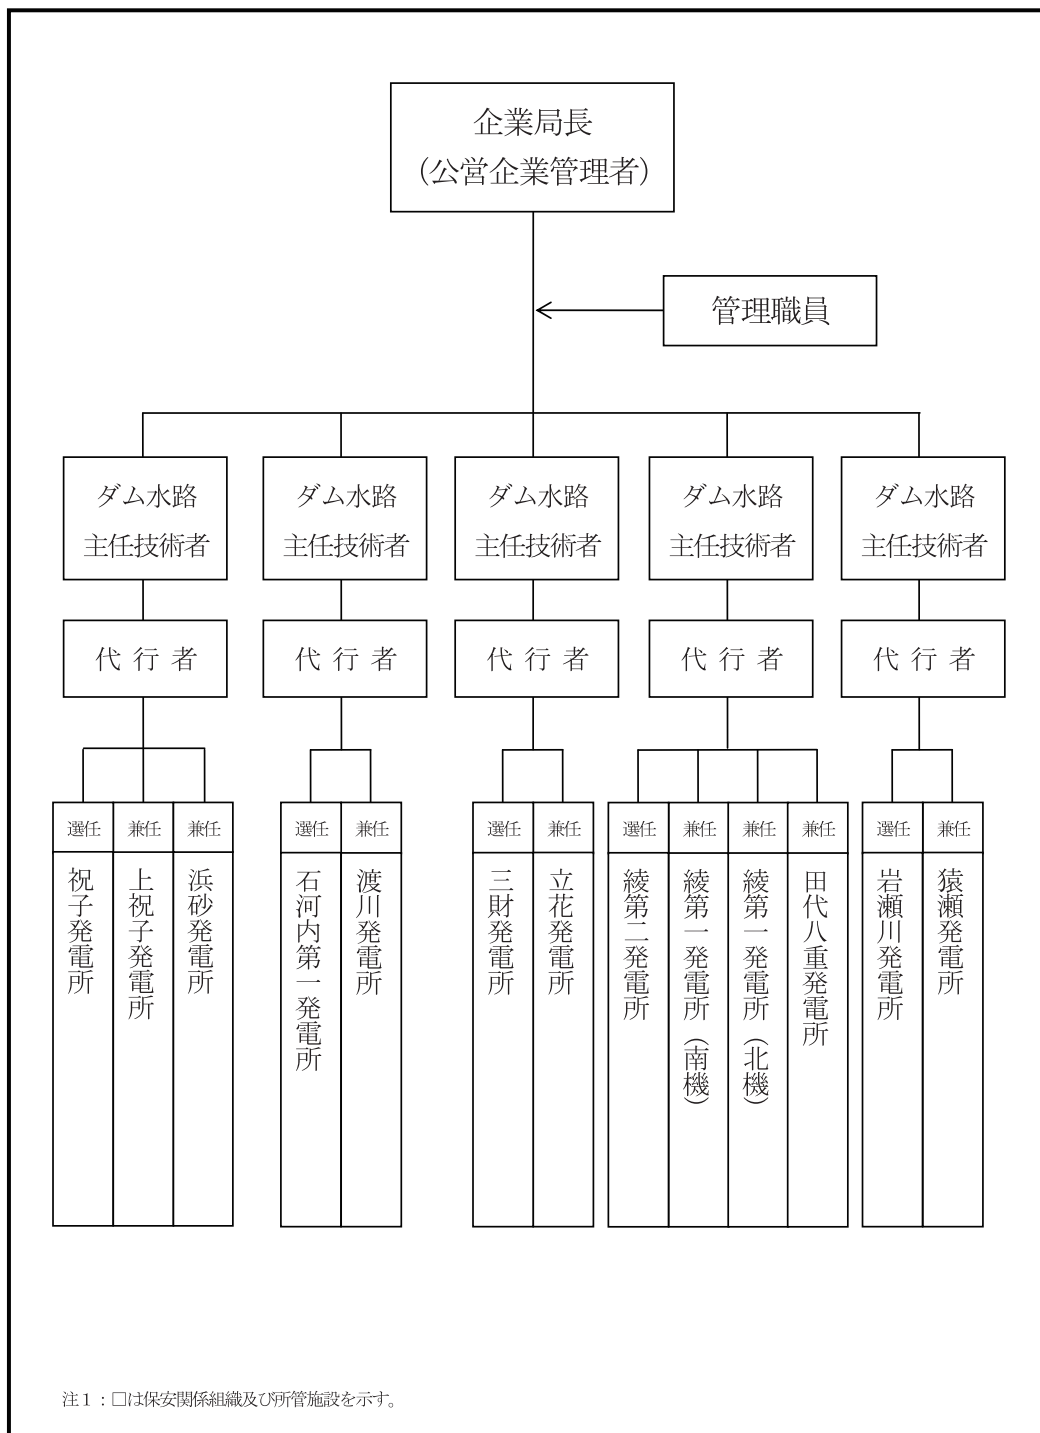 企業局長
（公営企業管理者）
管理職員
ダム水路
主任技術者
ダム水路
主任技術者
ダム水路
主任技術者
ダム水路
主任技術者
ダム水路
主任技術者
代行者
代行者
代行者
代行者
代行者
選任
兼任
兼任
選任
兼任
選任
兼任
選任
兼任
兼任
兼任
選任
兼任
祝子発電所
上祝子発電所
浜砂発電所
石河内第一発電所
渡川発電所
三財発電所
立花発電所
綾第二発電所
綾第一発電所（南機）
綾第一発電所（北機）
田代八重発電所
岩瀬川発電所
猿瀬発電所
注１：□は保安関係組織及び所管施設を示す。